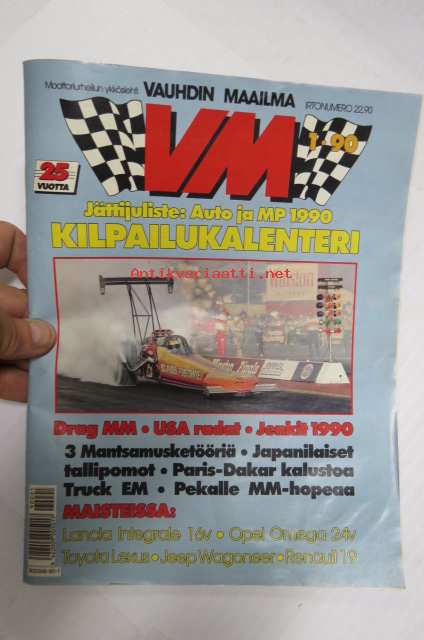 Moottoriurheilun ykköslehti VAUHDIN MAAILMA IRTONUMERO 22,90
VM
1·90
25
VUOTTA
Jättijuliste: Auto ja MP 1990
KILPAILUKALENTERI
Antikvariaatti.net
Drag MM • USA radat • Jenkit 1990
3 Mantsamusketööriä • Japanilaiset
tallipomot • Paris-Dakar kalustoa
Truck EM • Pekalle MM-hopeaa
MAISTEISSA:
Lancia Integrale 16v • Opel Omega 24v
Toyota Lexus • Jeep Wagoneer • Renault 19